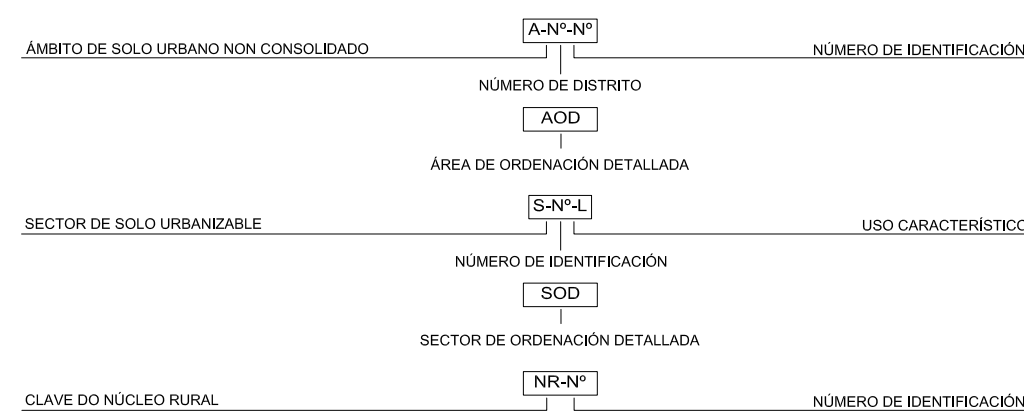 A-Nº-Nº
ÁMBITO DE SOLO URBANO NON CONSOLIDADO
NÚMERO DE IDENTIFICACIÓN
NÚMERO DE DISTRITO
AOD
ÁREA DE ORDENACIÓN DETALLADA
S-Nº-L
SECTOR DE SOLO URBANIZABLE
USO CARACTERÍSTICO
NÚMERO DE IDENTIFICACIÓN
SOD
SECTOR DE ORDENACIÓN DETALLADA
NR-Nº
CLAVE DO NÚCLEO RURAL
NÚMERO DE IDENTIFICACIÓN